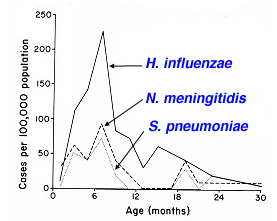 250
200
150
100
50
0
Cases per 100,000 population
H. influenzae
N. meningitidis
S. pneumoniae
0 6 12 18 24 30
Age (months)